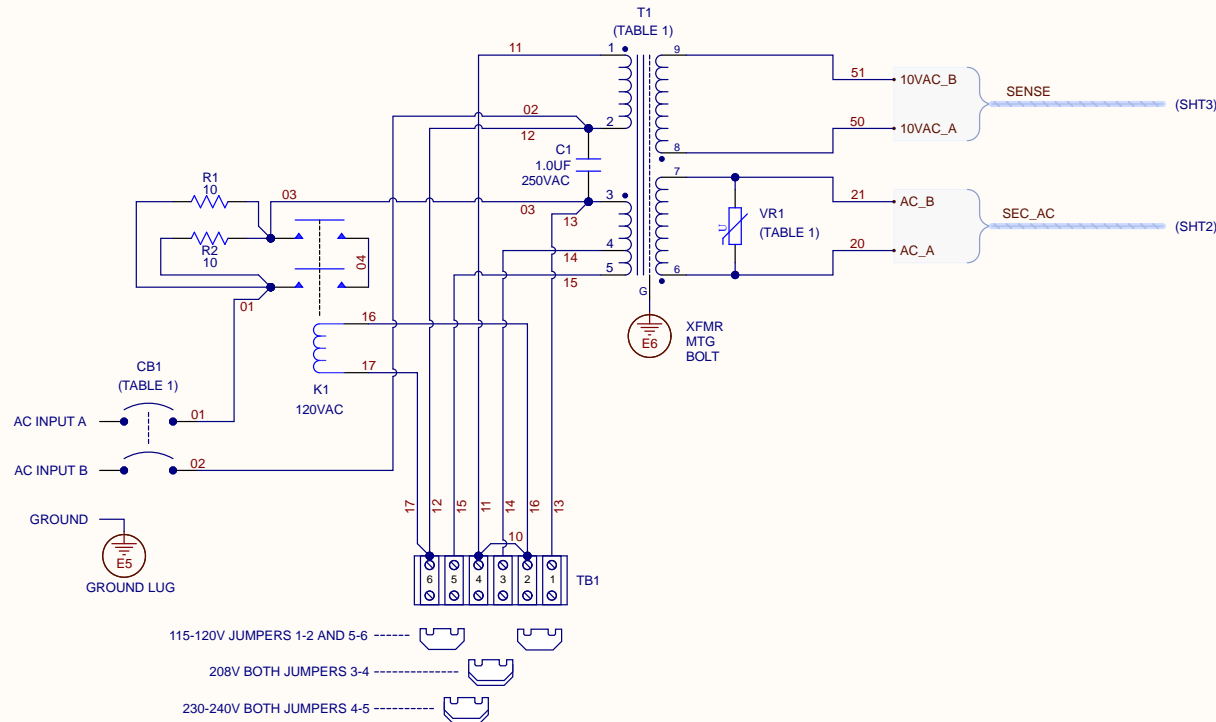 T1
(TABLE 1)
11
1
9
51
10VAC_B
SENSE
(SHT3)
02
12
2
50
10VAC_A
C1
1.0UF
250VAC
8
7
R1
10
03
03
13
3
21
AC_B
SEC_AC
(SHT2)
U
VR1
(TABLE 1)
R2
10
04
4
14
20
AC_A
5
15
6
01
G
E6
XFMR
MTG
BOLT
16
17
K1
120VAC
CB1
(TABLE 1)
AC INPUT A
01
AC INPUT B
02
17
12
15
11
14
16
13
GROUND
10
E5
GROUND LUG
6
5
4
3
2
1
TB1
115-120V JUMPERS 1-2 AND 5-6
208V BOTH JUMPERS 3-4
230-240V BOTH JUMPERS 4-5